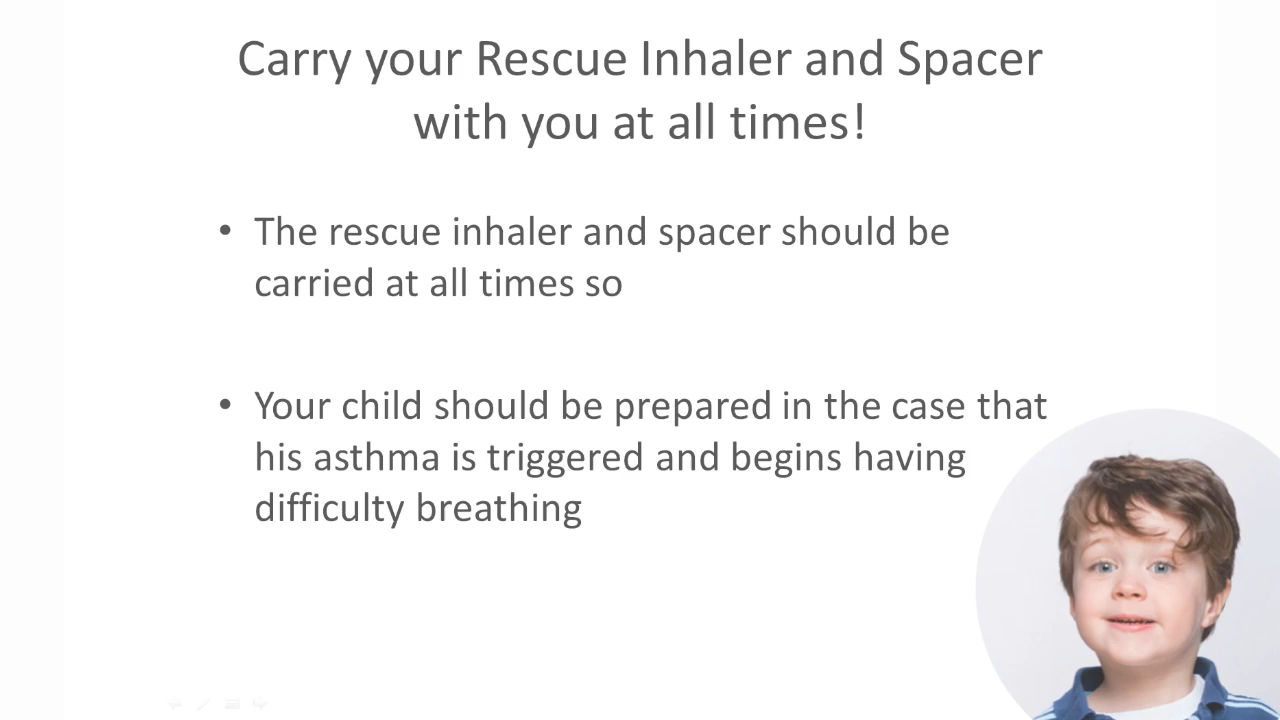 Carry your Rescue Inhaler and Spacer
with you at all times!
• The rescue inhaler and spacer should be
carried at all times so
• Your child should be prepared in the case that
his asthma is triggered and begins having
difficulty breathing